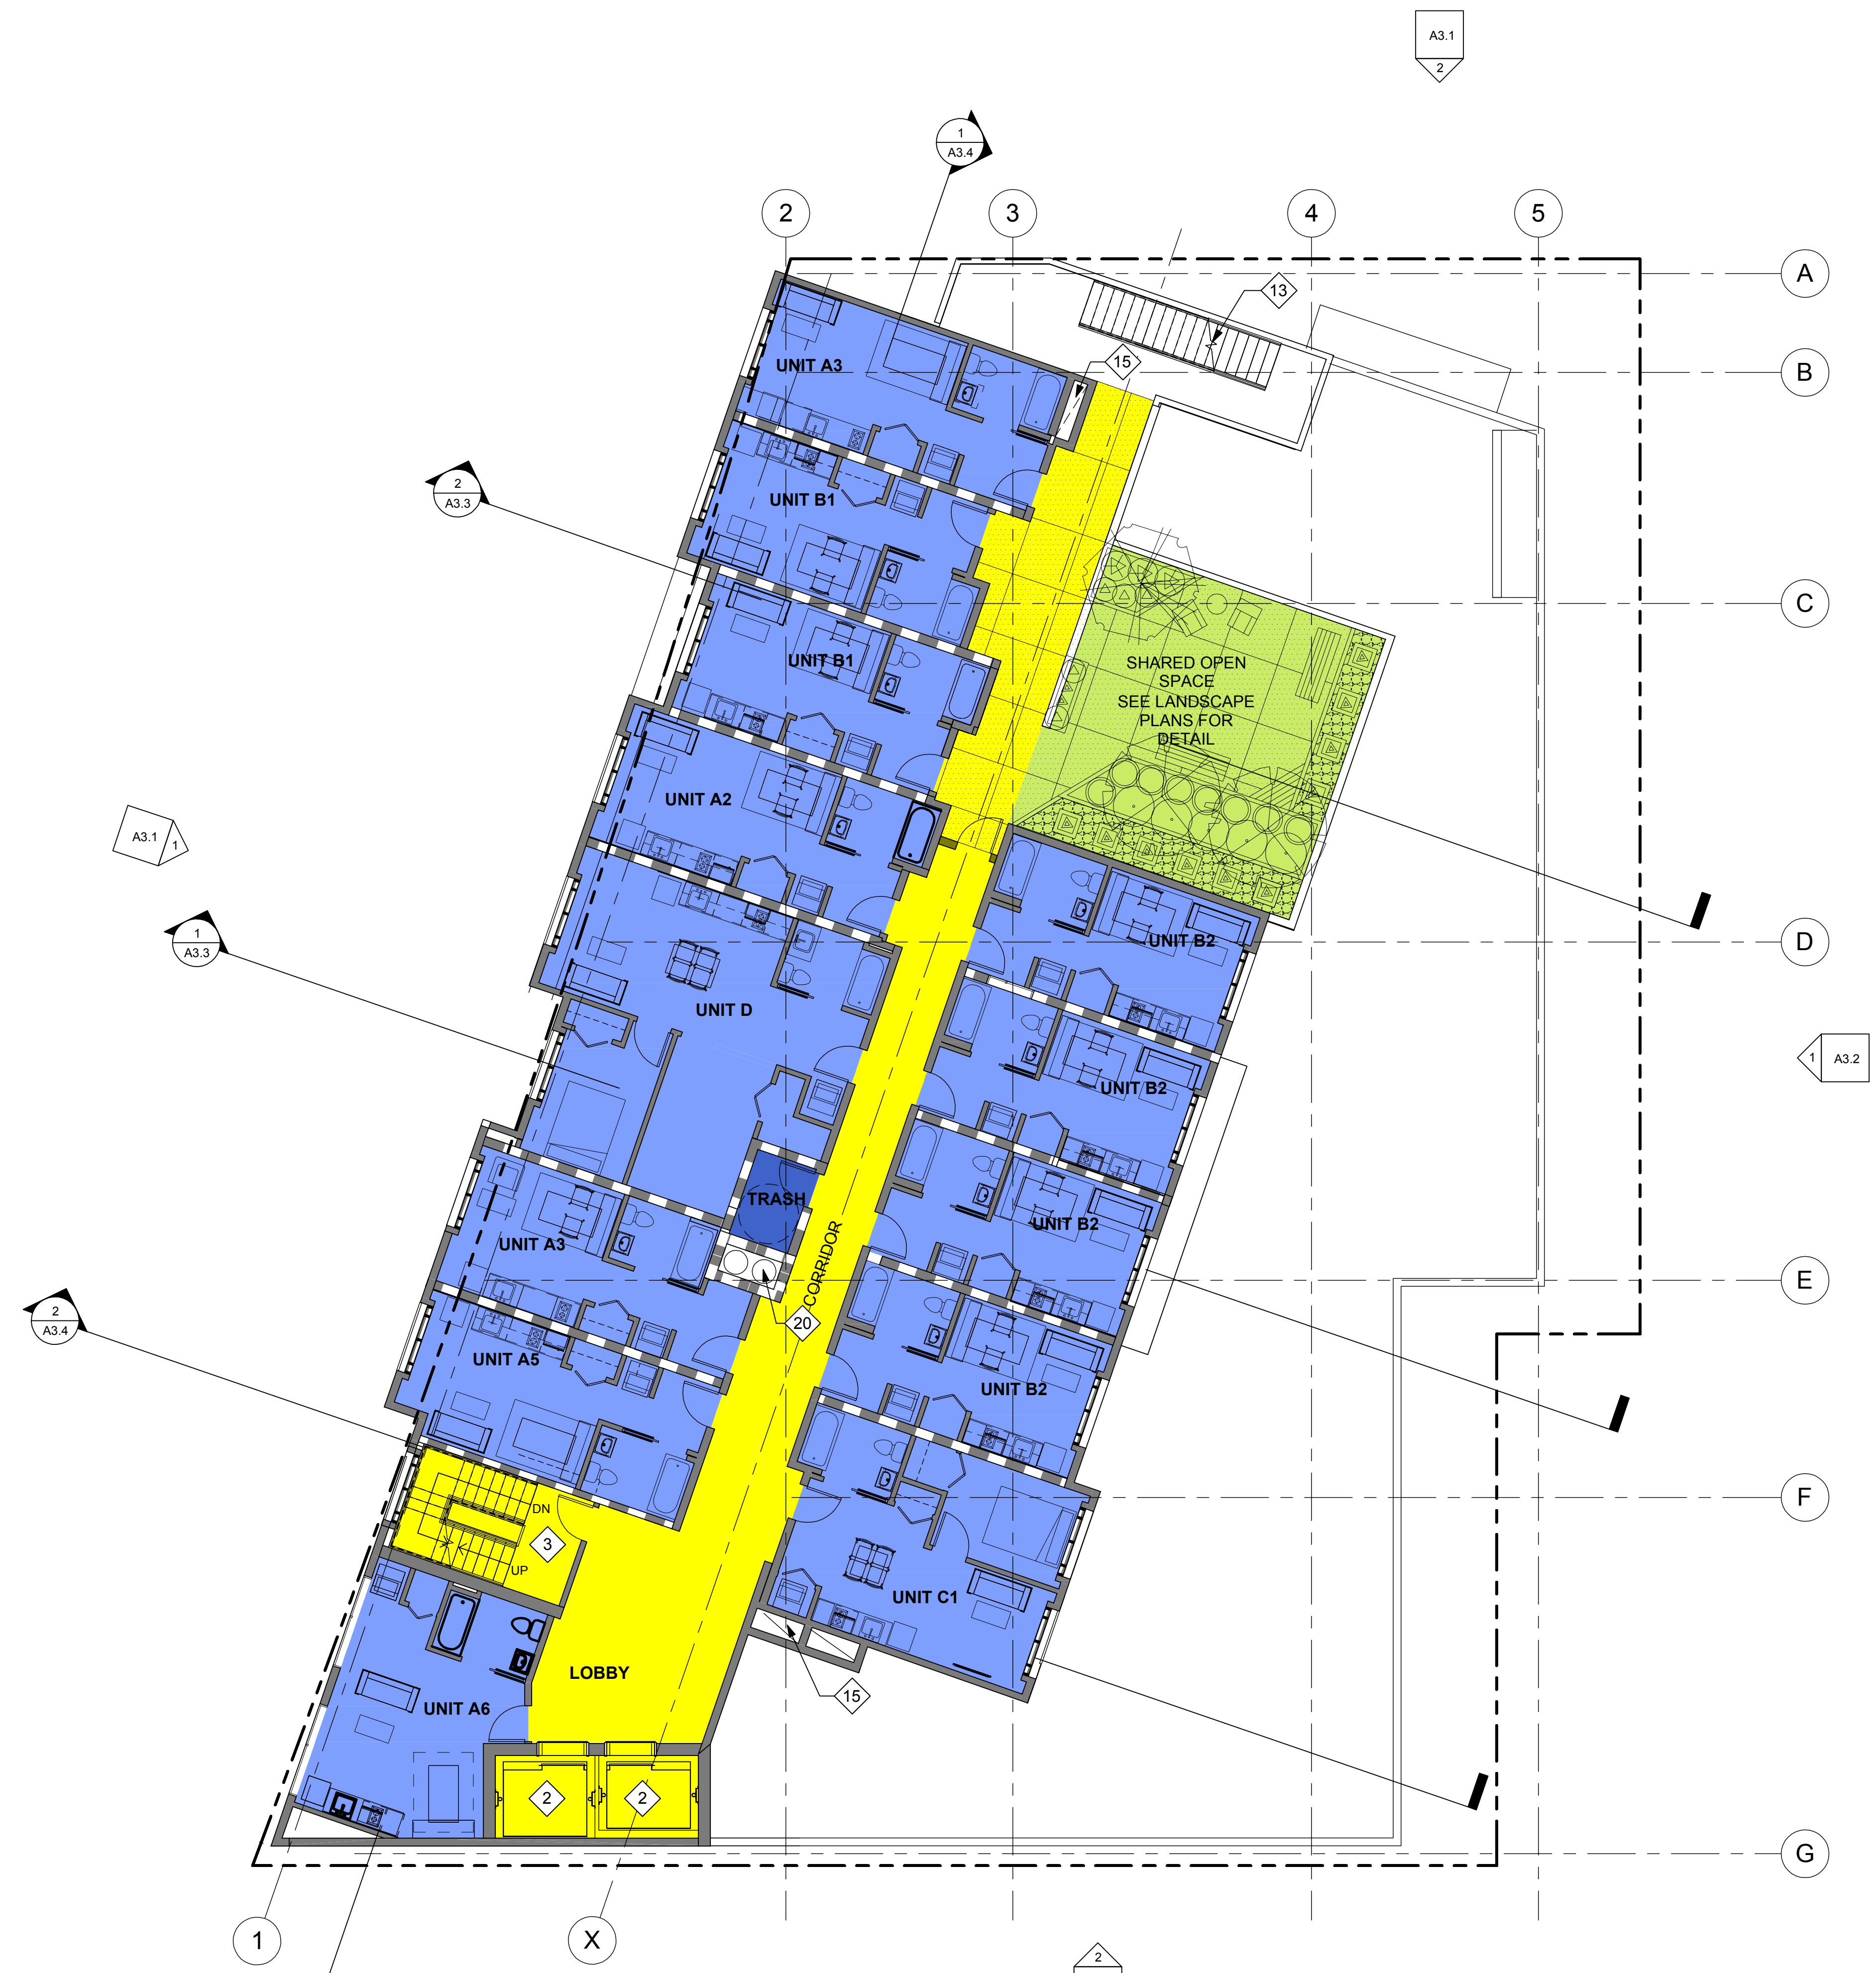 A3.1
2
1
A3.4
2
3
4
5
A
13
B
15
UNIT A3
2
A3.3
UNIT B1
C
UNIT B1
SHARED OPEN
SPACE
SEE LANDSCAPE
PLANS FOR
DETAIL
UNIT A2
A3.1
1
1
A3.3
UNIT B2
D
UNIT D
1
A3.2
UNIT B2
TRASH
UNIT B2
UNIT A3
CORRIDOR
E
2
A3.4
20
UNIT A5
UNIT B2
F
DN
3
UP
UNIT C1
LOBBY
15
UNIT A6
2
2
G
1
X
2